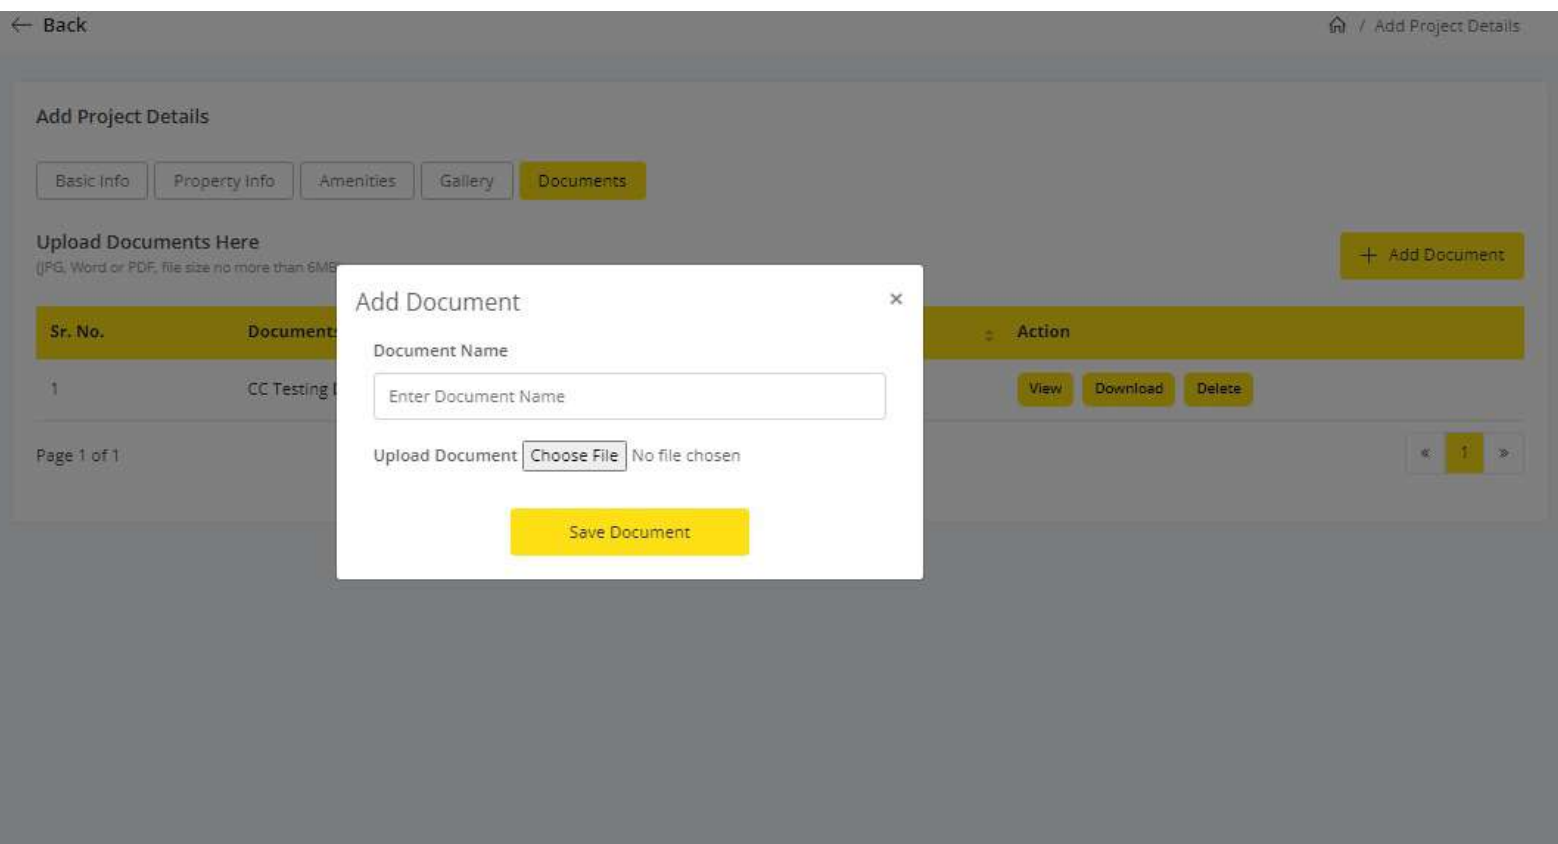 ← Back
/ Add Project Details
Add Project Details
Basic Info Property Info Amenities Gallery Documents
Upload Documents Here
(JPG, Word or PDF, file size no more than 6MB
+ Add Document
Add Document ×
Sr. No. Documents Action
Document Name
1 CC Testing View Download Delete
Enter Document Name
Page 1 of 1
Upload Document Choose File No file chosen
« 1 »
Save Document